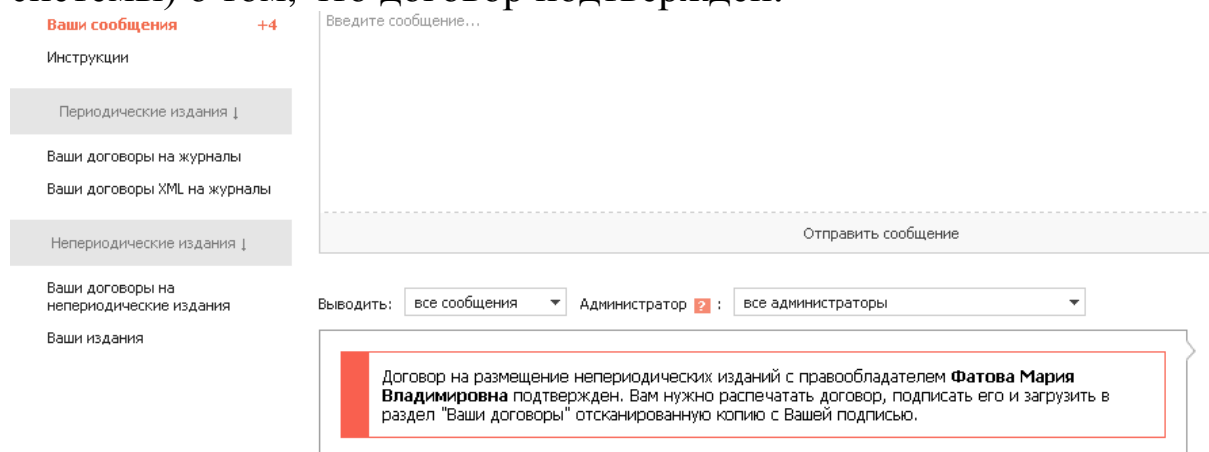 Ваши сообщения +4
Инструкции
Периодические издания ↓
Ваши договоры на журналы
Ваши договоры XML на журналы
Непериодические издания ↓
Ваши договоры на
непериодические издания
Ваши издания
Введите сообщение...
Отправить сообщение
Выводить: все сообщения Администратор ? : все администраторы
Договор на размещение непериодических изданий с правообладателем Фатова Мария
Владимировна подтвержден. Вам нужно распечатать договор, подписать его и загрузить в
раздел "Ваши договоры" отсканированную копию с Вашей подписью.